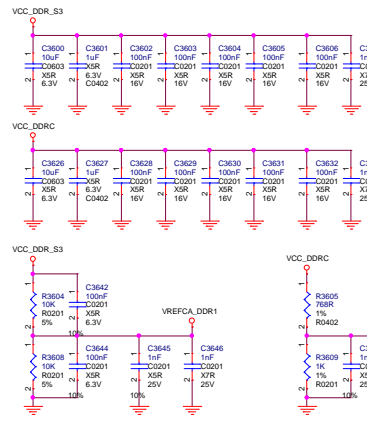 VCC_DDR_S3
C3600 C3601 C3602 C3603 C3604 C3605 C3606
10uF 1uF 100nF 100nF 100nF 100nF 100nF
C0603 X5R C0201 C0201 C0201 C0201 C0201
X5R 6.3V X5R X5R X5R X5R X5R
6.3V C0402 16V 16V 16V 16V 16V
VCC_DDRC
C3626 C3627 C3628 C3629 C3630 C3631 C3632
10uF 1uF 100nF 100nF 100nF 100nF 100nF
C0603 X5R C0201 C0201 C0201 C0201 C0201
X5R 6.3V X5R X5R X5R X5R X5R
6.3V C0402 16V 16V 16V 16V 16V
VCC_DDR_S3
VCC_DDRC
R3604
10K
R0201
5%
C3642
100nF
C0201
X5R
6.3V
10%
VREFCA_DDR1
R3605
768R
1%
R0402
R3608
10K
R0201
5%
C3644
100nF
C0201
X5R
6.3V
10%
C3645
1nF
C0201
X5R
25V
10%
C3646
1nF
C0201
X7R
25V
R3609
1K
1%
R0201
10%